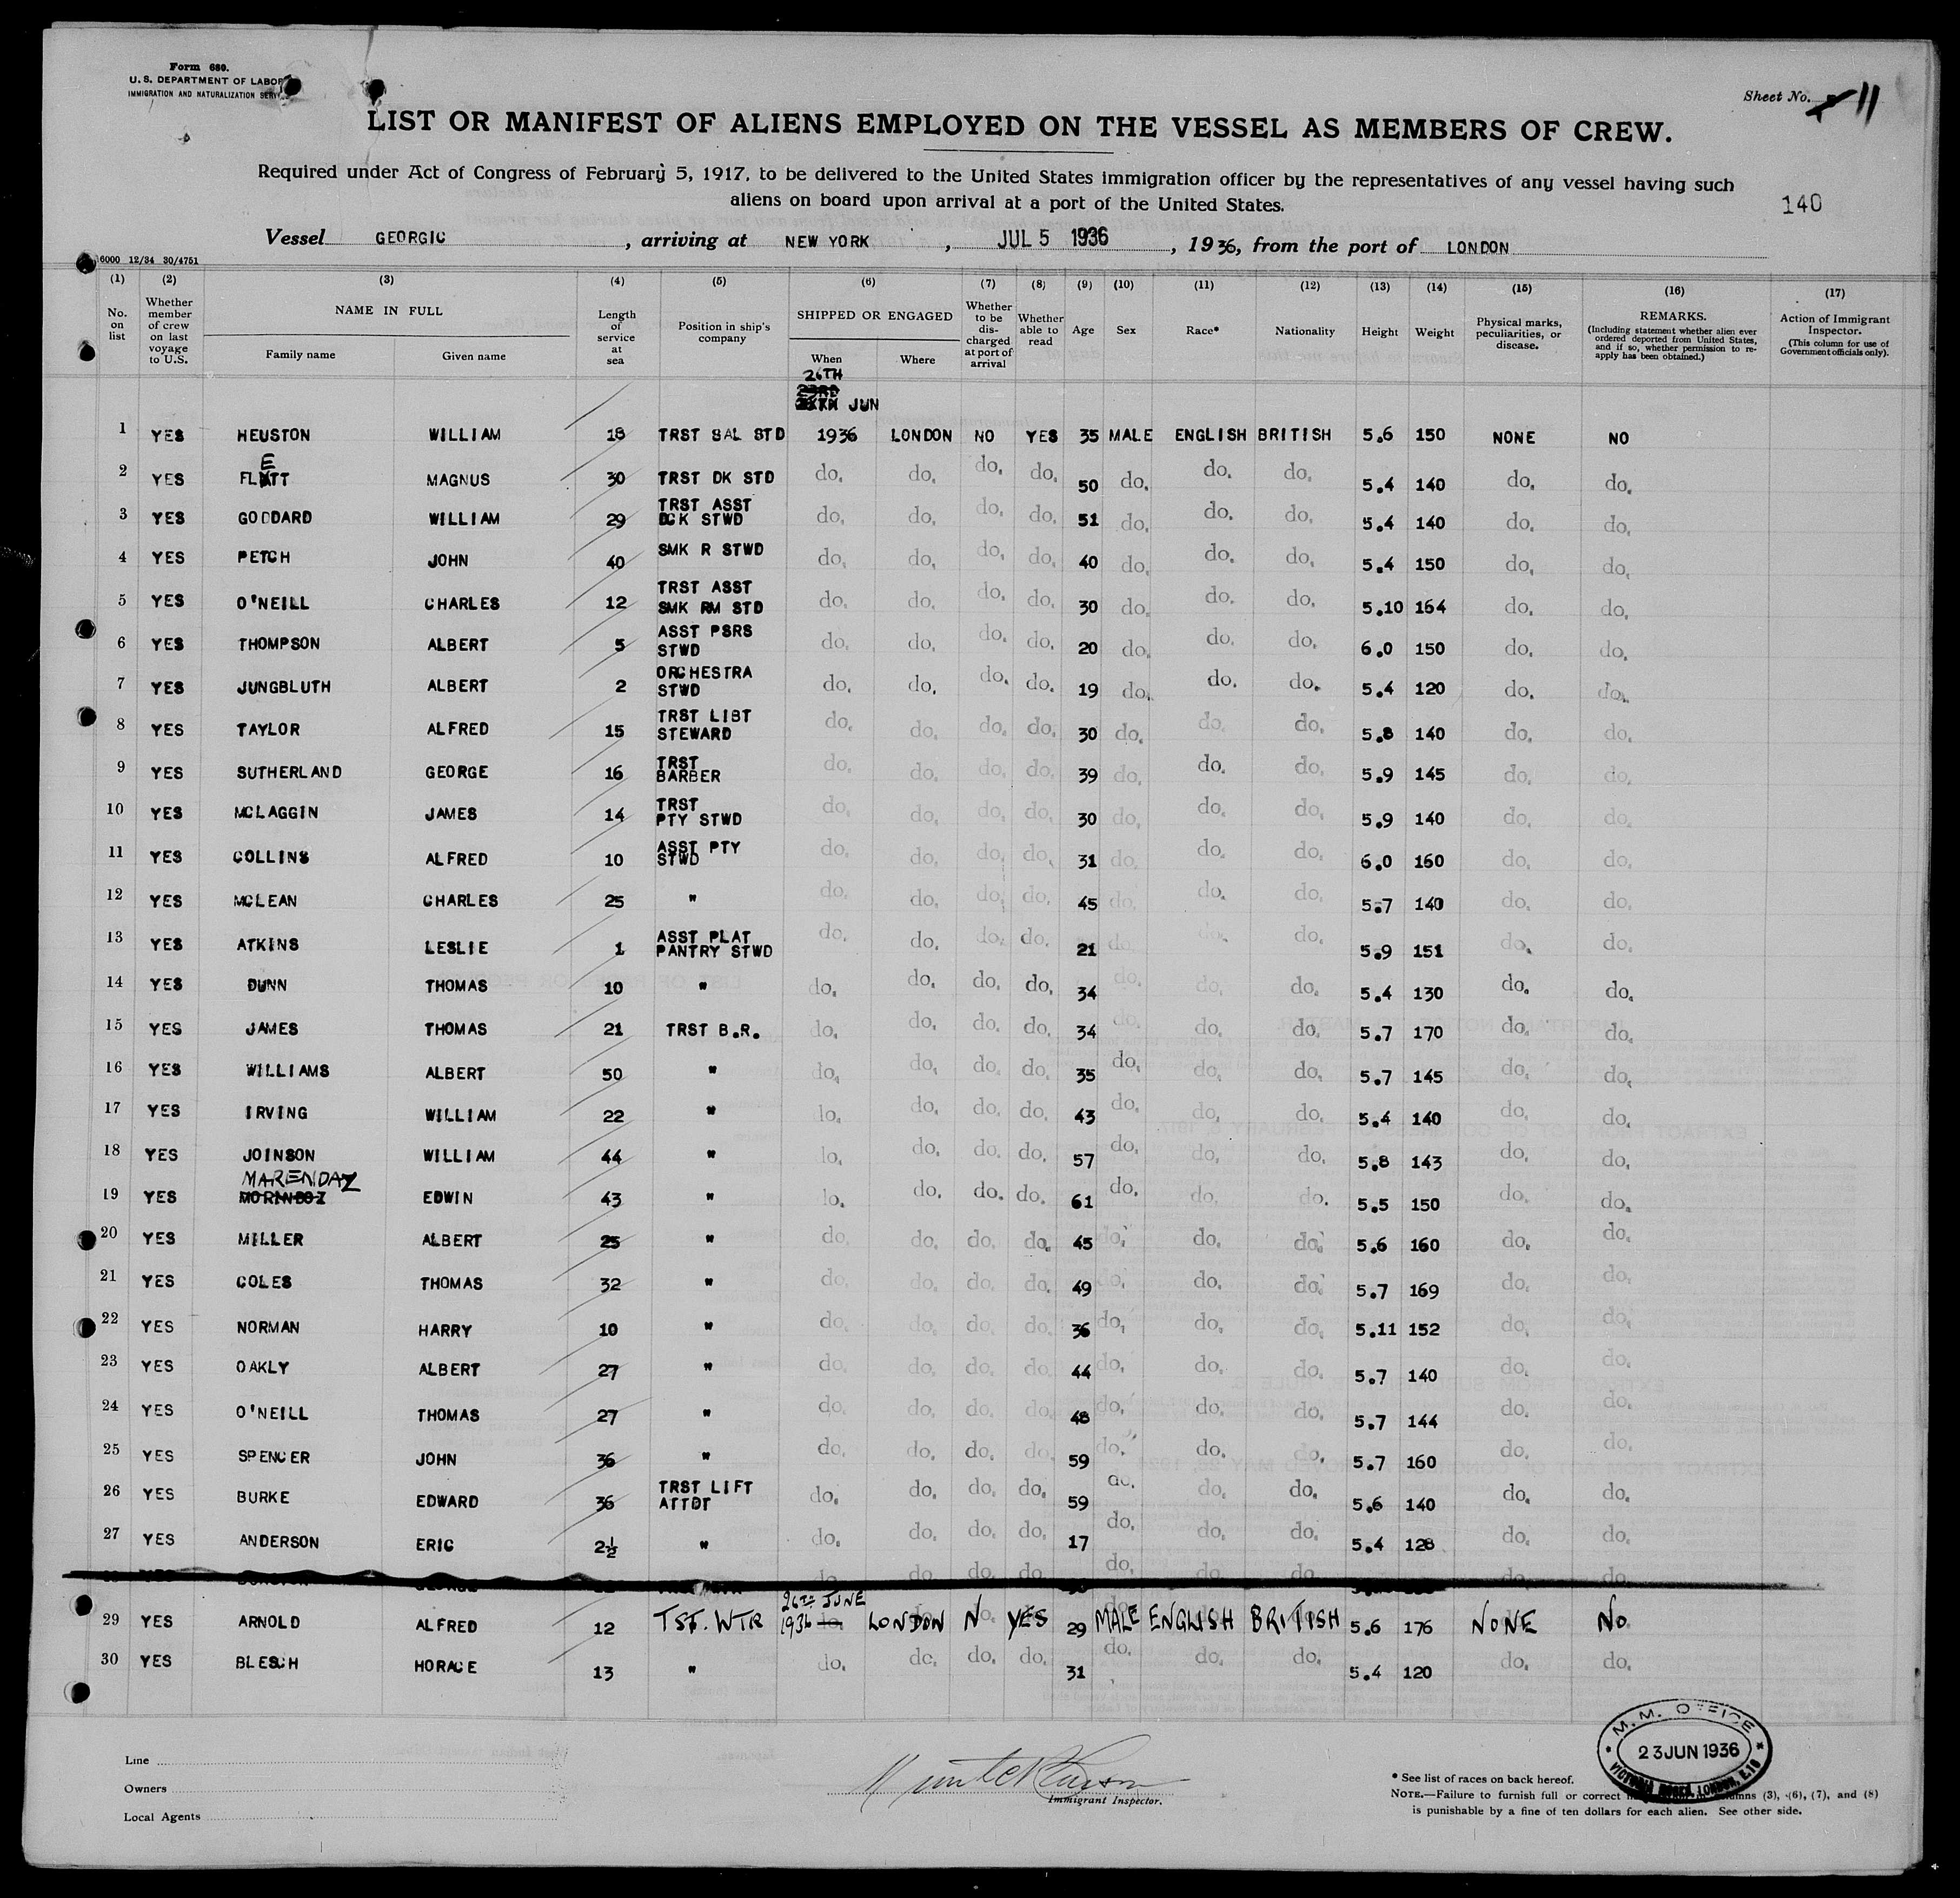 Form 680.
U. S. DEPARTMENT OF LABOR
IMMIGRATION AND NATURALIZATION
Sheet No. 11
LIST OR MANIFEST OF ALIENS EMPLOYED ON THE VESSEL AS MEMBERS OF CREW.
Required under Act of Congress of February 5, 1917, to be delivered to the United States immigration officer by the representatives of any vessel having such
aliens on board upon arrival at a port of the United States.
140
Vessel GEORGIC, arriving at NEW YORK, JUL 5 1936, 1936, from the port of LONDON
6000 12/34 30/4751
(1) (2) (3) (4) (5) (6) (7) (8) (9) (10) (11) (12) (13) (14) (15) (16) (17)
No. on list Whether member of crew on last voyage to U.S. NAME IN FULL Family name Given name Length of service at sea Position in ship's company SHIPPED OR ENGAGED When Where Whether to be discharged at port of arrival Whether able to read Age Sex Race* Nationality Height Weight Physical marks, peculiarities, or disease. REMARKS. (Including statement whether alien ever ordered deported from United States, and if so, whether permission to re-apply has been obtained.) Action of Immigrant Inspector. (This column for use of Government officials only).
26TH
JUN
1 YES HEUSTON WILLIAM 18 TRST SAL STD 1936 LONDON NO YES 35 MALE ENGLISH BRITISH 5.6 150 NONE NO
2 YES FLETT MAGNUS 30 TRST DK STD do. do. do. do. 50 do. do. do. 5.4 140 do. do.
3 YES GODDARD WILLIAM 29 TRST ASST DCK STWD do. do. do. do. 51 do. do. do. 5.4 140 do. do.
4 YES PETCH JOHN 40 SMK R STWD do. do. do. do. 40 do. do. do. 5.4 150 do. do.
5 YES O'NEILL CHARLES 12 TRST ASST SMK RM STD do. do. do. do. 30 do. do. do. 5.10 164 do. do.
6 YES THOMPSON ALBERT 5 ASST PSRS STWD do. do. do. do. 20 do. do. do. 6.0 150 do. do.
7 YES JUNGBLUTH ALBERT 2 ORCHESTRA STWD do. do. do. do. 19 do. do. do. 5.4 120 do. do.
8 YES TAYLOR ALFRED 15 TRST LIBT STEWARD do. do. do. do. 30 do. do. do. 5.8 140 do. do.
9 YES SUTHERLAND GEORGE 16 TRST BARBER do. do. do. do. 39 do. do. do. 5.9 145 do. do.
10 YES MCLAGGIN JAMES 14 TRST PTY STWD do. do. do. do. 30 do. do. do. 5.9 140 do. do.
11 YES COLLINS ALFRED 10 ASST PTY STWD do. do. do. do. 31 do. do. do. 6.0 160 do. do.
12 YES MCLEAN CHARLES 25 " do. do. do. do. 45 do. do. do. 5.7 140 do. do.
13 YES ATKINS LESLIE 1 ASST PLAT PANTRY STWD do. do. do. do. 21 do. do. do. 5.9 151 do. do.
14 YES DUNN THOMAS 10 " do. do. do. do. 34 do. do. do. 5.4 130 do. do.
15 YES JAMES THOMAS 21 TRST B.R. do. do. do. do. 34 do. do. do. 5.7 170 do. do.
16 YES WILLIAMS ALBERT 50 " do. do. do. do. 35 do. do. do. 5.7 145 do. do.
17 YES IRVING WILLIAM 22 " do. do. do. do. 43 do. do. do. 5.4 140 do. do.
18 YES JOINSON WILLIAM 44 " do. do. do. do. 57 do. do. do. 5.8 143 do. do.
19 YES MARENDAZ EDWIN 43 " do. do. do. do. 61 do. do. do. 5.5 150 do. do.
20 YES MILLER ALBERT 25 " do. do. do. do. 45 do. do. do. 5.6 160 do. do.
21 YES COLES THOMAS 32 " do. do. do. do. 49 do. do. do. 5.7 169 do. do.
22 YES NORMAN HARRY 10 " do. do. do. do. 36 do. do. do. 5.11 152 do. do.
23 YES OAKLY ALBERT 27 " do. do. do. do. 44 do. do. do. 5.7 140 do. do.
24 YES O'NEILL THOMAS 27 " do. do. do. do. 48 do. do. do. 5.7 144 do. do.
25 YES SPENCER JOHN 36 " do. do. do. do. 59 do. do. do. 5.7 160 do. do.
26 YES BURKE EDWARD 36 TRST LIFT ATTDT do. do. do. do. 59 do. do. do. 5.6 140 do. do.
27 YES ANDERSON ERIC 2½ " do. do. do. do. 17 do. do. do. 5.4 128 do. do.
29 YES ARNOLD ALFRED 12 TST. WTR 26TH JUNE 1936 LONDON No. YES 29 MALE ENGLISH BRITISH 5.6 176 NONE No.
30 YES BLESCH HORACE 13 " do. do. do. do. 31 do. do. do. 5.4 120 do. do.
Line
Owners
Local Agents
Immigrant Inspector.
M. M. OFFICE
23 JUN 1936
VICTORIA DOCKS, LONDON, E.16
* See list of races on back hereof.
NOTE.—Failure to furnish full or correct columns (3), (6), (7), and (8)
is punishable by a fine of ten dollars for each alien. See other side.